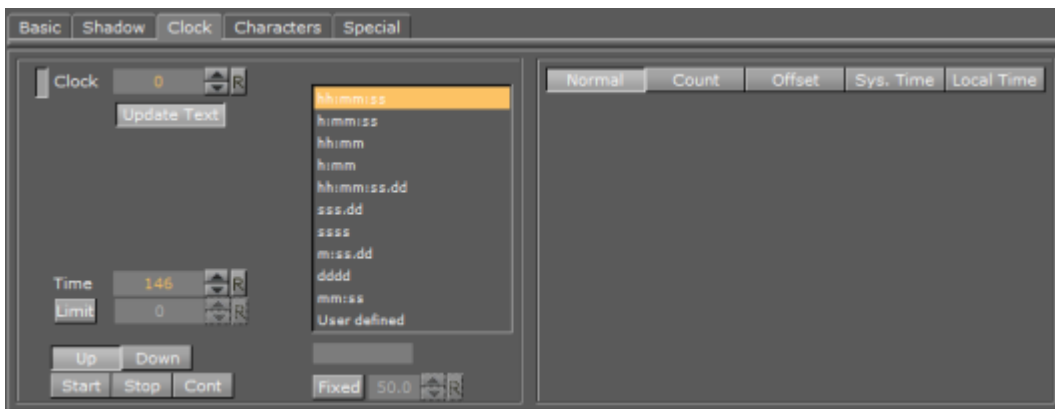 Basic Shadow Clock Characters Special
Clock 0 R
Update Text
hh:mm:ss
h:mm:ss
hh:mm
h:mm
hh:mm:ss.dd
sss.dd
ssss
m:ss.dd
dddd
mm:ss
User defined
Time 146 R
Limit 0 R
Up Down
Start Stop Cont
Fixed 50.0 R
Normal Count Offset Sys. Time Local Time